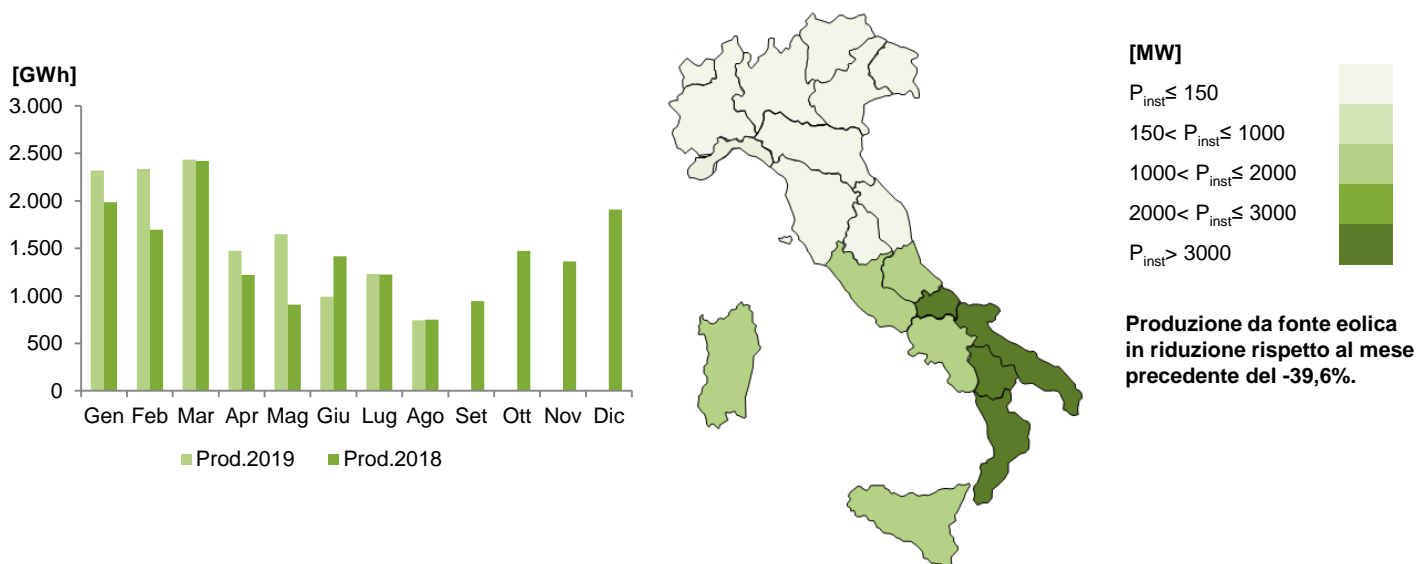 [GWh]
3.000
2.500
2.000
1.500
1.000
500
0
Gen Feb Mar Apr Mag Giu Lug Ago Set Ott Nov Dic
Prod.2019 Prod.2018
[MW]
Pinst≤ 150
150< Pinst≤ 1000
1000< Pinst≤ 2000
2000< Pinst≤ 3000
Pinst> 3000
Produzione da fonte eolica
in riduzione rispetto al mese
precedente del -39,6%.